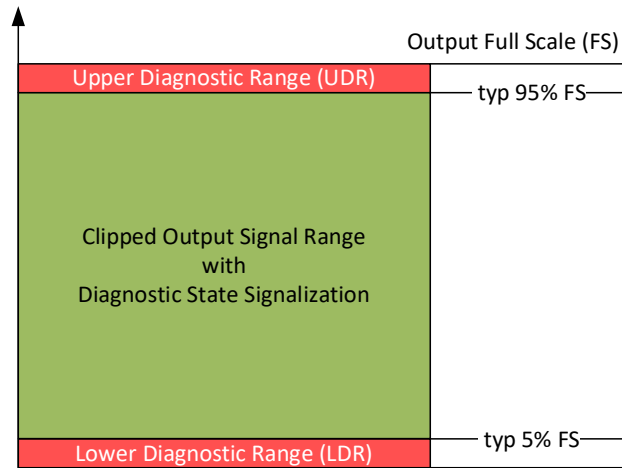 Output Full Scale (FS)
Upper Diagnostic Range (UDR)
typ 95% FS
Clipped Output Signal Range
with
Diagnostic State Signalization
typ 5% FS
Lower Diagnostic Range (LDR)